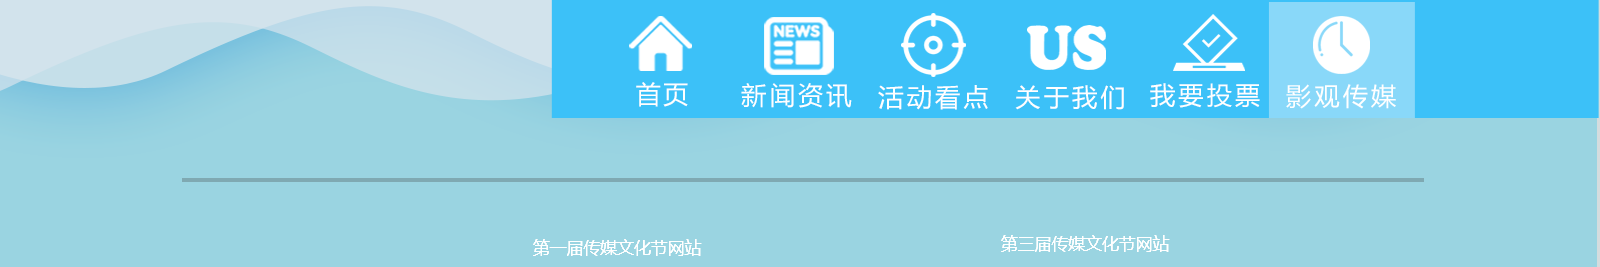 NEWS
US
首页
新闻资讯
活动看点
关于我们
我要投票
影观传媒
第一届传媒文化节网站
第三届传媒文化节网站